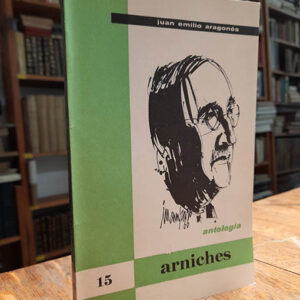 juan emilio aragonés
antología
15
arniches